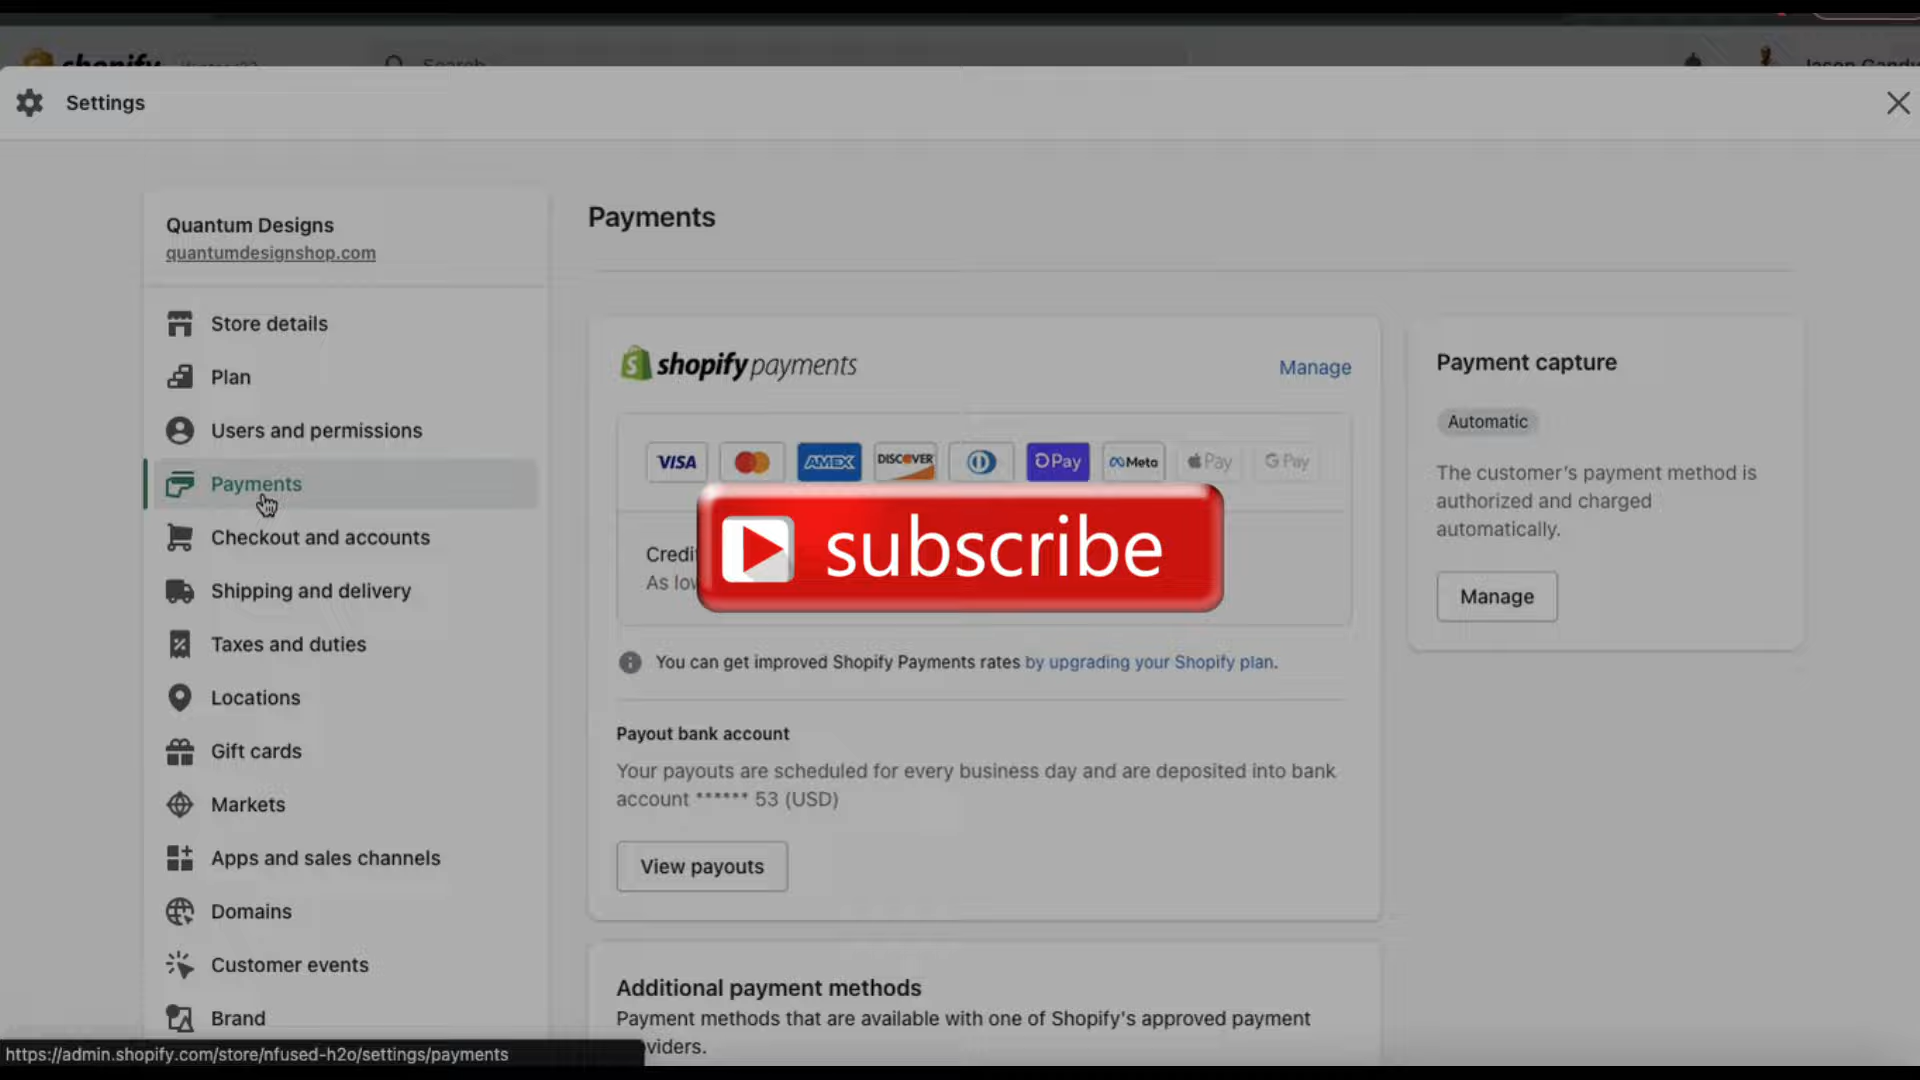 shopify
Search
Settings
Quantum Designs
quantumdesignshop.com
Store details
Plan
Users and permissions
Payments
Checkout and accounts
Shipping and delivery
Taxes and duties
Locations
Gift cards
Markets
Apps and sales channels
Domains
Customer events
Brand
Payments
shopify payments
Manage
VISA
AMEX
DISCOVER
Pay
Meta
Pay
G Pay
subscribe
You can get improved Shopify Payments rates by upgrading your Shopify plan.
Payout bank account
Your payouts are scheduled for every business day and are deposited into bank
account ****** 53 (USD)
View payouts
Additional payment methods
Payment methods that are available with one of Shopify's approved payment
Payment capture
Automatic
The customer's payment method is
authorized and charged
automatically.
Manage
https://admin.shopify.com/store/nfused-h2o/settings/payments